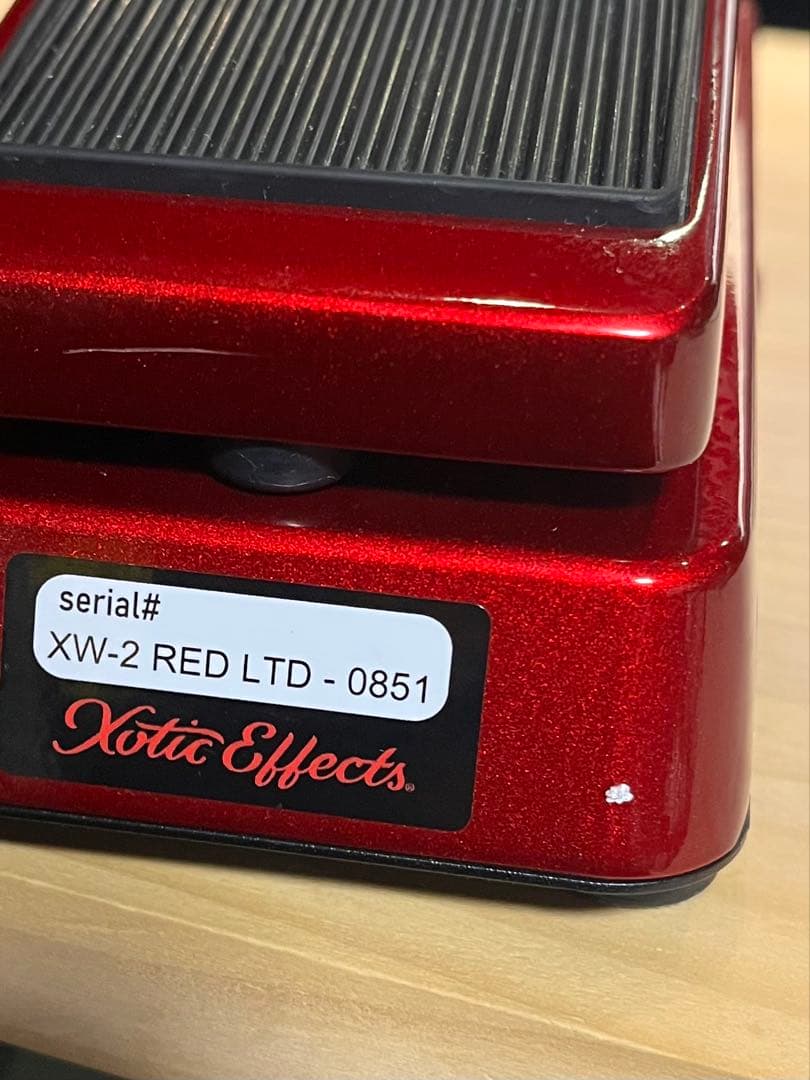 serial#
XW-2 RED LTD - 0851
Xotic Effects®